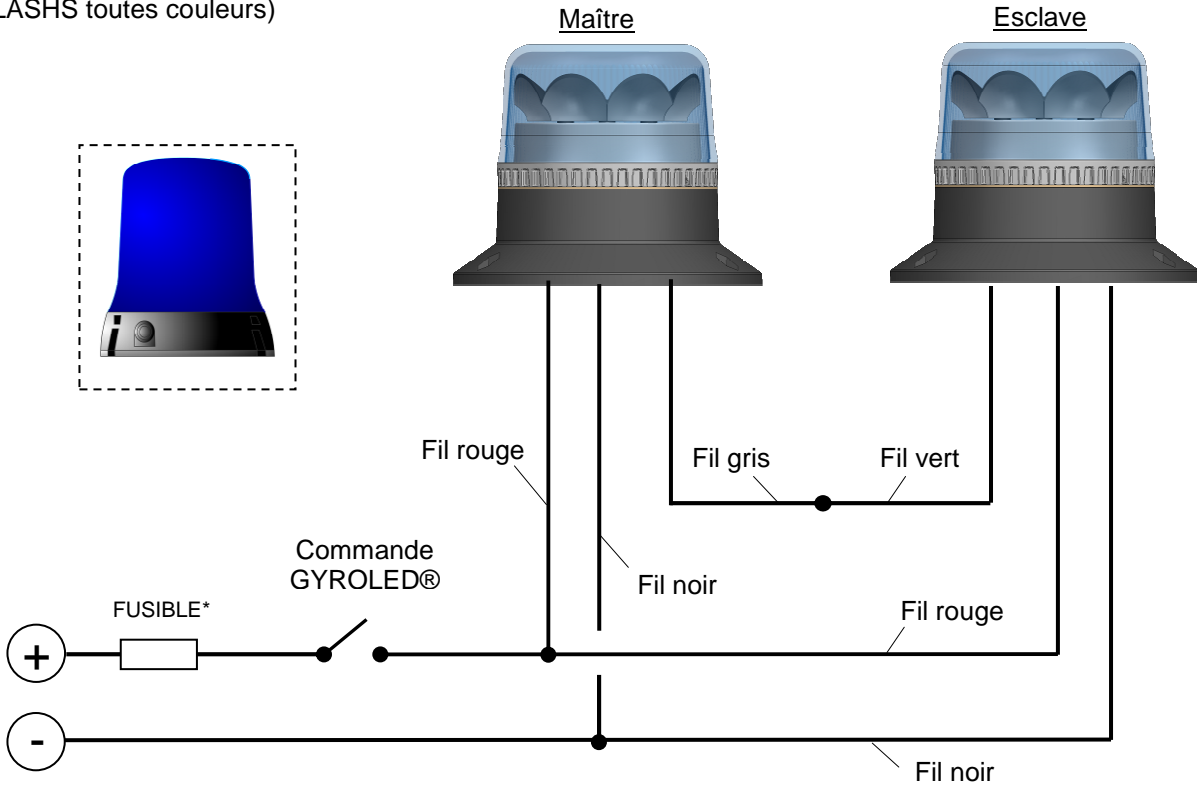 LASHS toutes couleurs)
Maître
Esclave
Fil rouge
Fil gris
Fil vert
Commande
GYROLED®
Fil noir
FUSIBLE*
Fil rouge
+
-
Fil noir